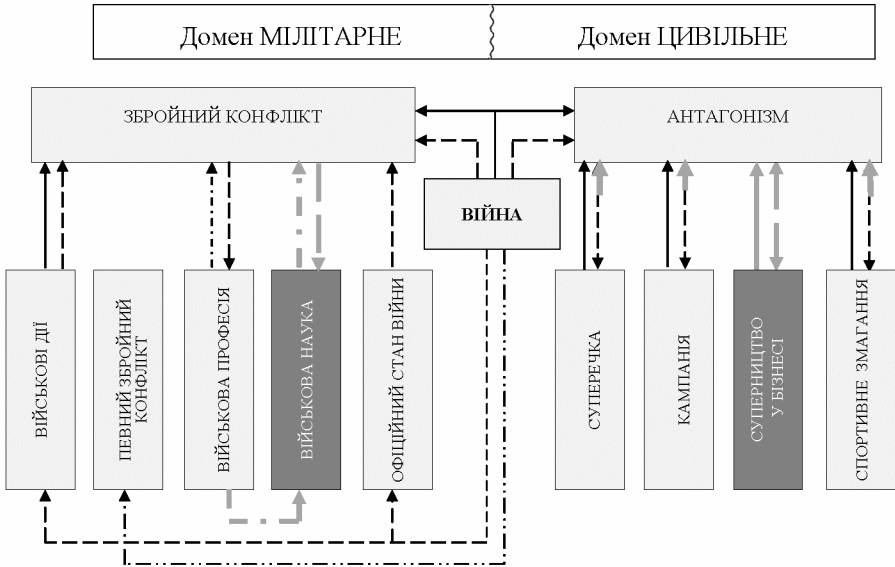 Домен МІЛІТАРНЕ
Домен ЦИВІЛЬНЕ
ЗБРОЙНИЙ КОНФЛІКТ
АНТАГОНІЗМ
ВІЙНА
ВІЙСЬКОВІ ДІЇ
ПЕВНИЙ ЗБРОЙНИЙ
КОНФЛІКТ
ВІЙСЬКОВА ПРОФЕСІЯ
ВІЙСЬКОВА НАУКА
ОФІЦІЙНИЙ СТАН ВІЙНИ
СУПЕРЕЧКА
КАМПАНІЯ
СУПЕРНИЦТВО
У БІЗНЕСІ
СПОРТИВНЕ ЗМАГАННЯ